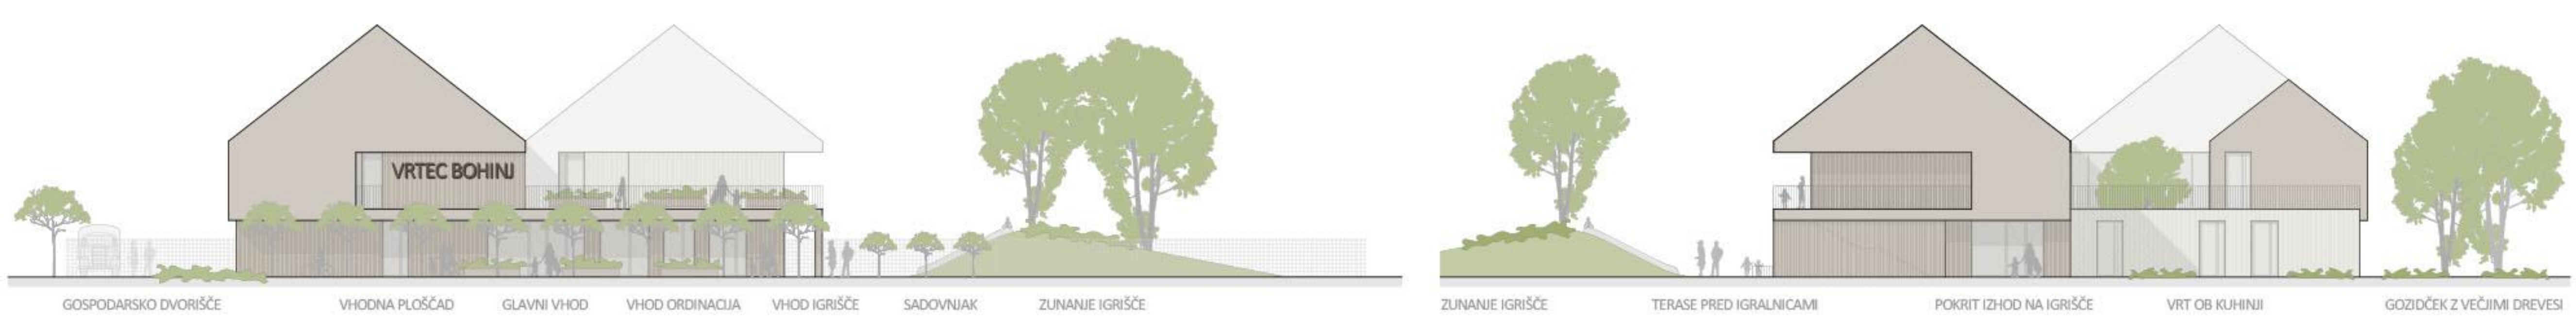 VRTEC BOHINJ
GOSPODARSKO DVORIŠČE
VHODNA PLOŠČAD
GLAVNI VHOD
VHOD ORDINACIJA
VHOD IGRIŠČE
SADOVNJAK
ZUNANJE IGRIŠČE
ZUNANJE IGRIŠČE
TERASE PRED IGRALNICAMI
POKRIT IZHOD NA IGRIŠČE
VRT OB KUHINJI
GOZIDČEK Z VEČJIMI DREVESI